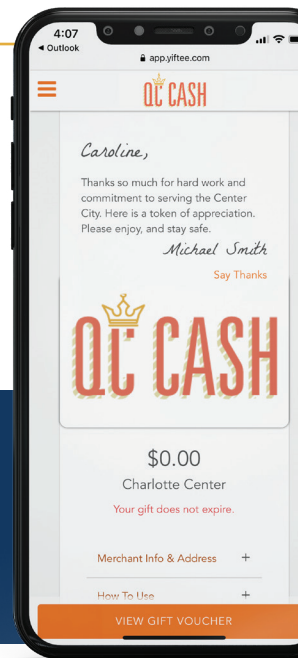 4:07
◀ Outlook
app.yiftee.com
QC CASH
Caroline,
Thanks so much for hard work and
commitment to serving the Center
City. Here is a token of appreciation.
Please enjoy, and stay safe.
Michael Smith
Say Thanks
QC CASH
$0.00
Charlotte Center
Your gift does not expire.
Merchant Info & Address +
How To Use +
VIEW GIFT VOUCHER